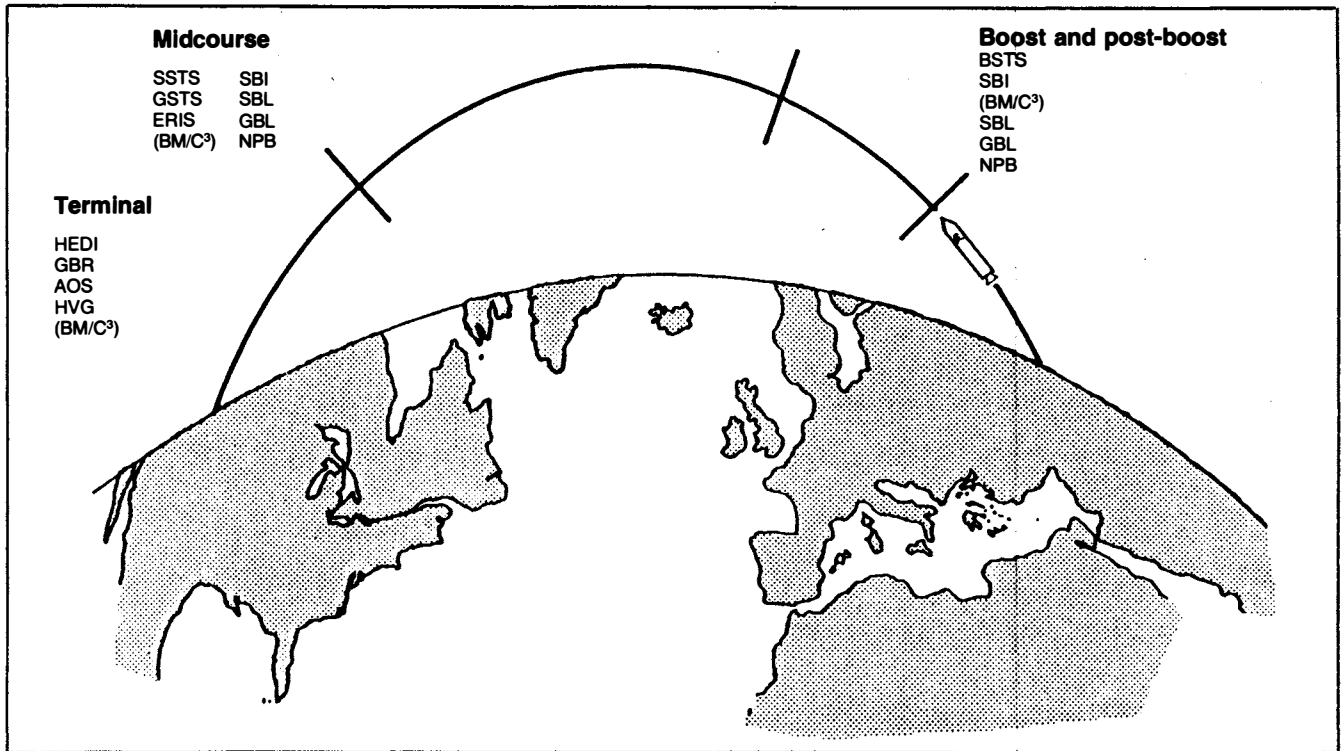 Midcourse
SSTS SBI
GSTS SBL
ERIS GBL
(BM/C³) NPB
Boost and post-boost
BSTS
SBI
(BM/C³)
SBL
GBL
NPB
Terminal
HEDI
GBR
AOS
HVG
(BM/C³)